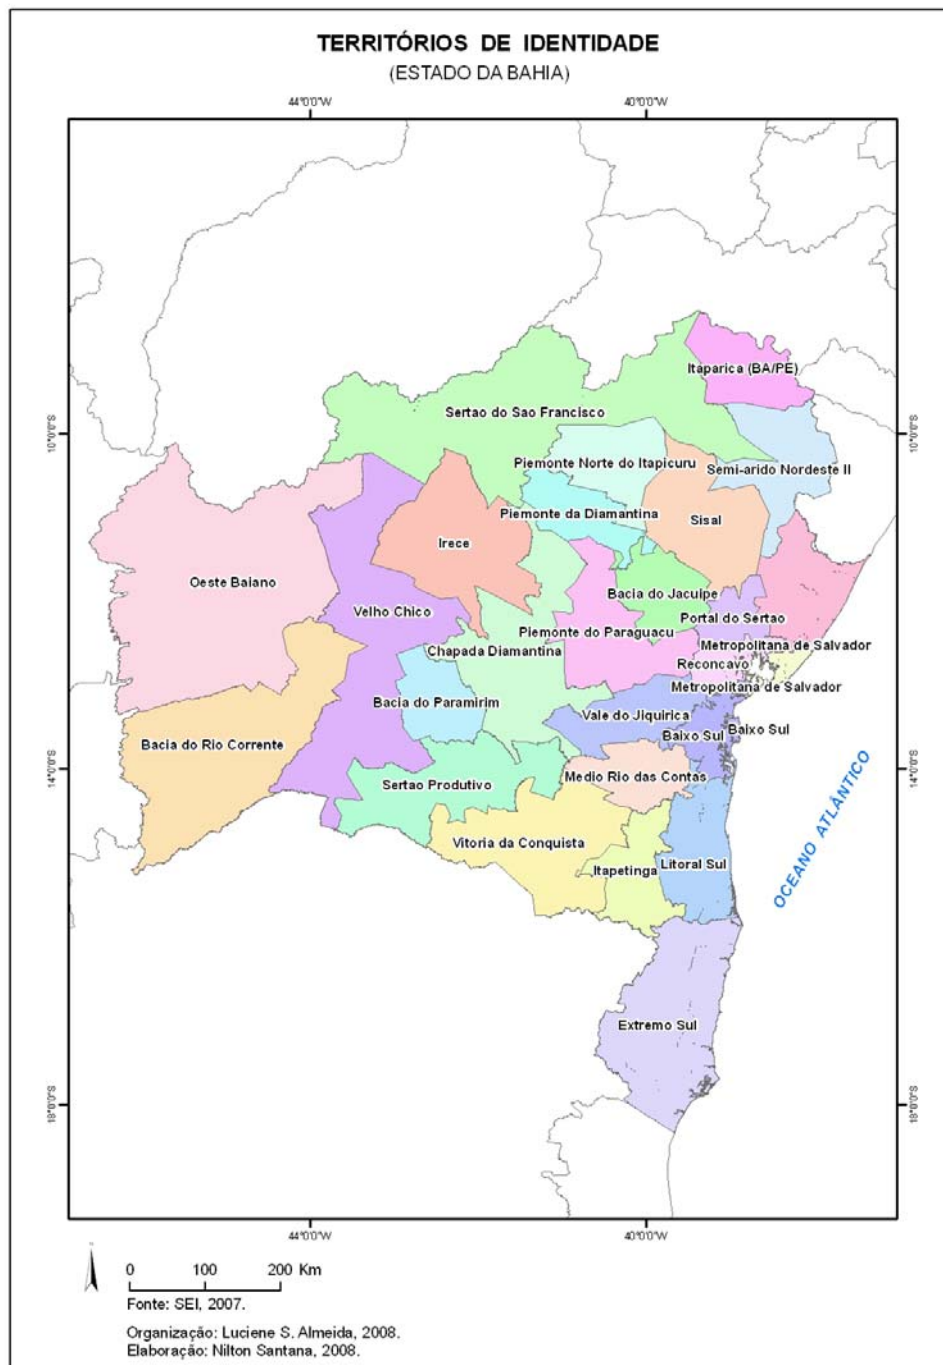 TERRITÓRIOS DE IDENTIDADE
(ESTADO DA BAHIA)
44°0'0"W
40°0'0"W
Itaparica (BA/PE)
Sertao do Sao Francisco
10°0'0"S
10°0'0"S
Piemonte Norte do Itapicuru
Semi-arido Nordeste II
Piemonte da Diamantina
Sisal
Irece
Oeste Baiano
Bacia do Jacuipe
Velho Chico
Portal do Sertao
Piemonte do Paraguacu
Metropolitana de Salvador
Chapada Diamantina
Reconcavo
Metropolitana de Salvador
Bacia do Paramirim
Vale do Jiquirica
Baixo Sul
Baixo Sul
Bacia do Rio Corrente
14°0'0"S
14°0'0"S
Medio Rio das Contas
Sertao Produtivo
OCEANO ATLÂNTICO
Vitoria da Conquista
Itapetinga
Litoral Sul
Extremo Sul
18°0'0"S
18°0'0"S
44°0'0"W
40°0'0"W
0 100 200 Km
Fonte: SEI, 2007.
Organização: Luciene S. Almeida, 2008.
Elaboração: Nilton Santana, 2008.